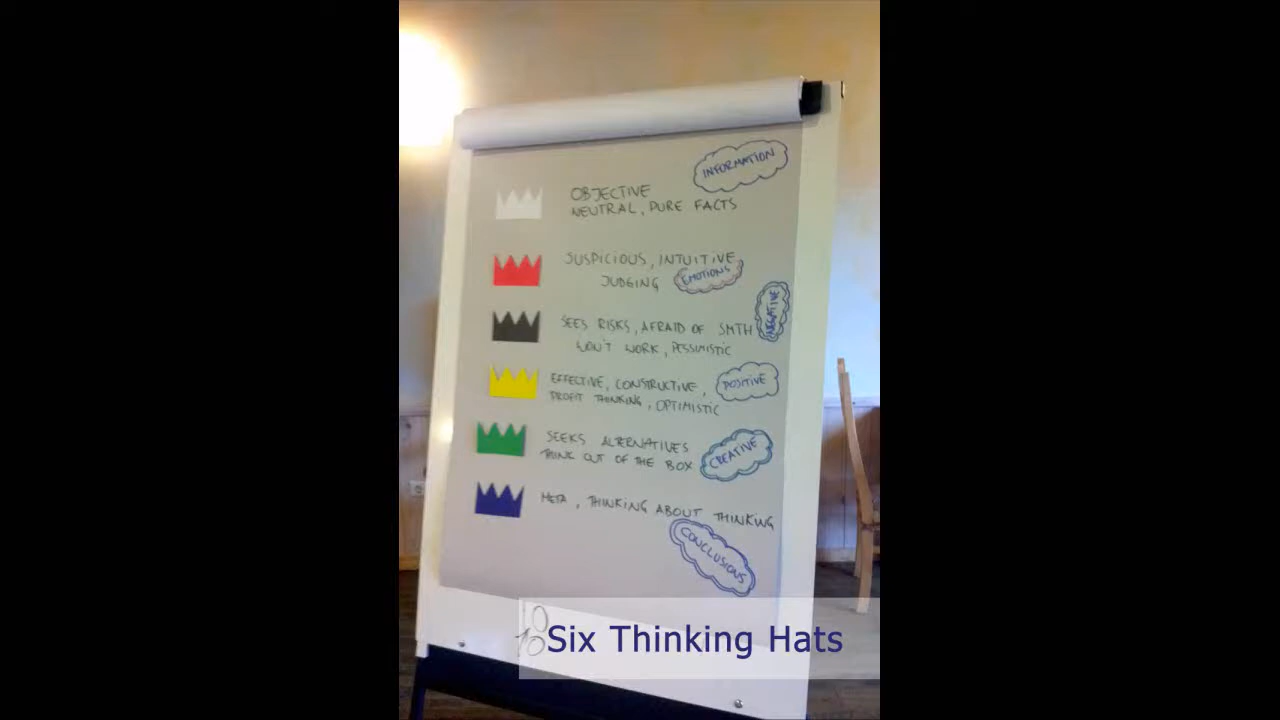 INFORMATION
OBJECTIVE
NEUTRAL, PURE FACTS
SUSPICIOUS, INTUITIVE
JUDGING
EMOTIONS
SEES RISKS, AFRAID OF SMTH
WON'T WORK, PESSIMISTIC
NEGATIVE
EFFECTIVE, CONSTRUCTIVE,
PROFIT THINKING, OPTIMISTIC
POSITIVE
SEEKS ALTERNATIVES
THINK OUT OF THE BOX
CREATIVE
META, THINKING ABOUT THINKING
CONCLUSIONS
10
Six Thinking Hats